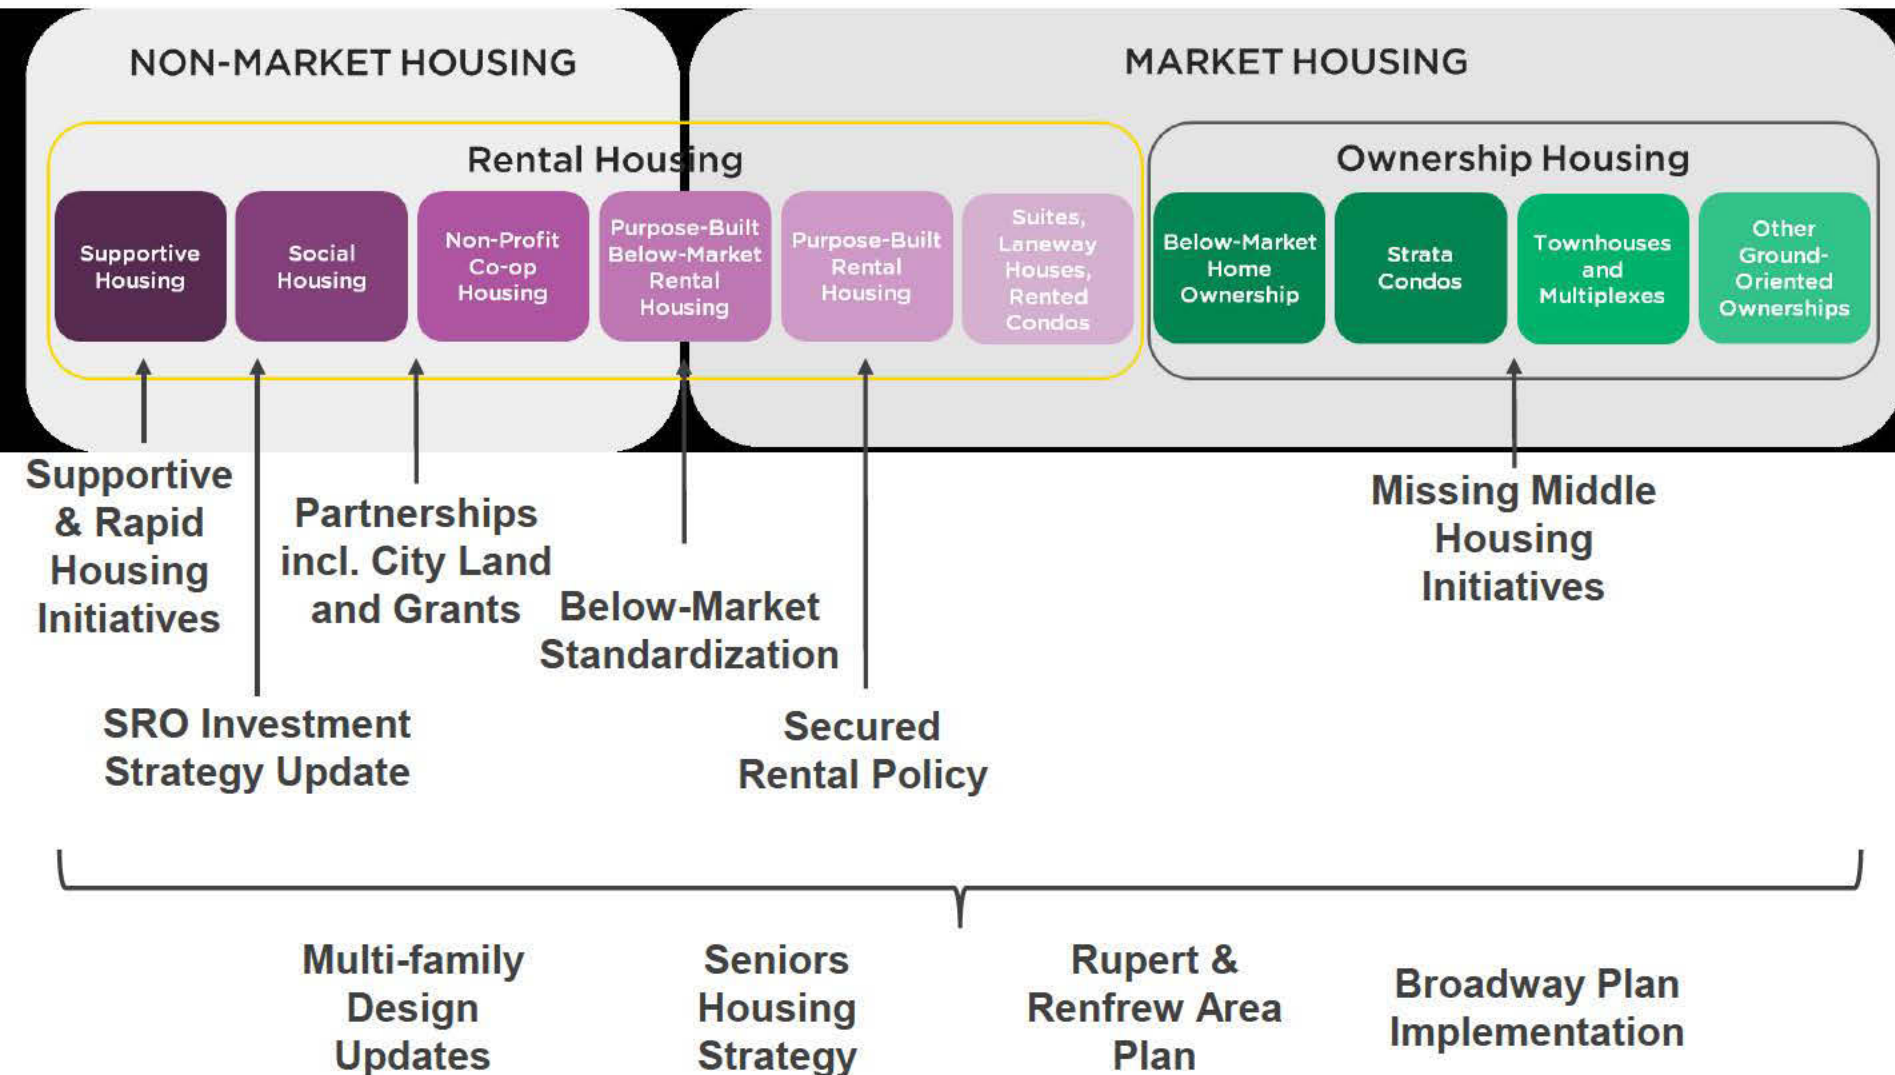 NON-MARKET HOUSING
MARKET HOUSING
Rental Housing
Ownership Housing
Supportive
Housing
Social
Housing
Non-Profit
Co-op
Housing
Purpose-Built
Below-Market
Rental
Housing
Purpose-Built
Rental
Housing
Suites,
Laneway
Houses,
Rented
Condos
Below-Market
Home
Ownership
Strata
Condos
Townhouses
and
Multiplexes
Other
Ground-
Oriented
Ownerships
Supportive
& Rapid
Housing
Initiatives
Partnerships
incl. City Land
and Grants
Below-Market
Standardization
Missing Middle
Housing
Initiatives
SRO Investment
Strategy Update
Secured
Rental Policy
Multi-family
Design
Updates
Seniors
Housing
Strategy
Rupert &
Renfrew Area
Plan
Broadway Plan
Implementation